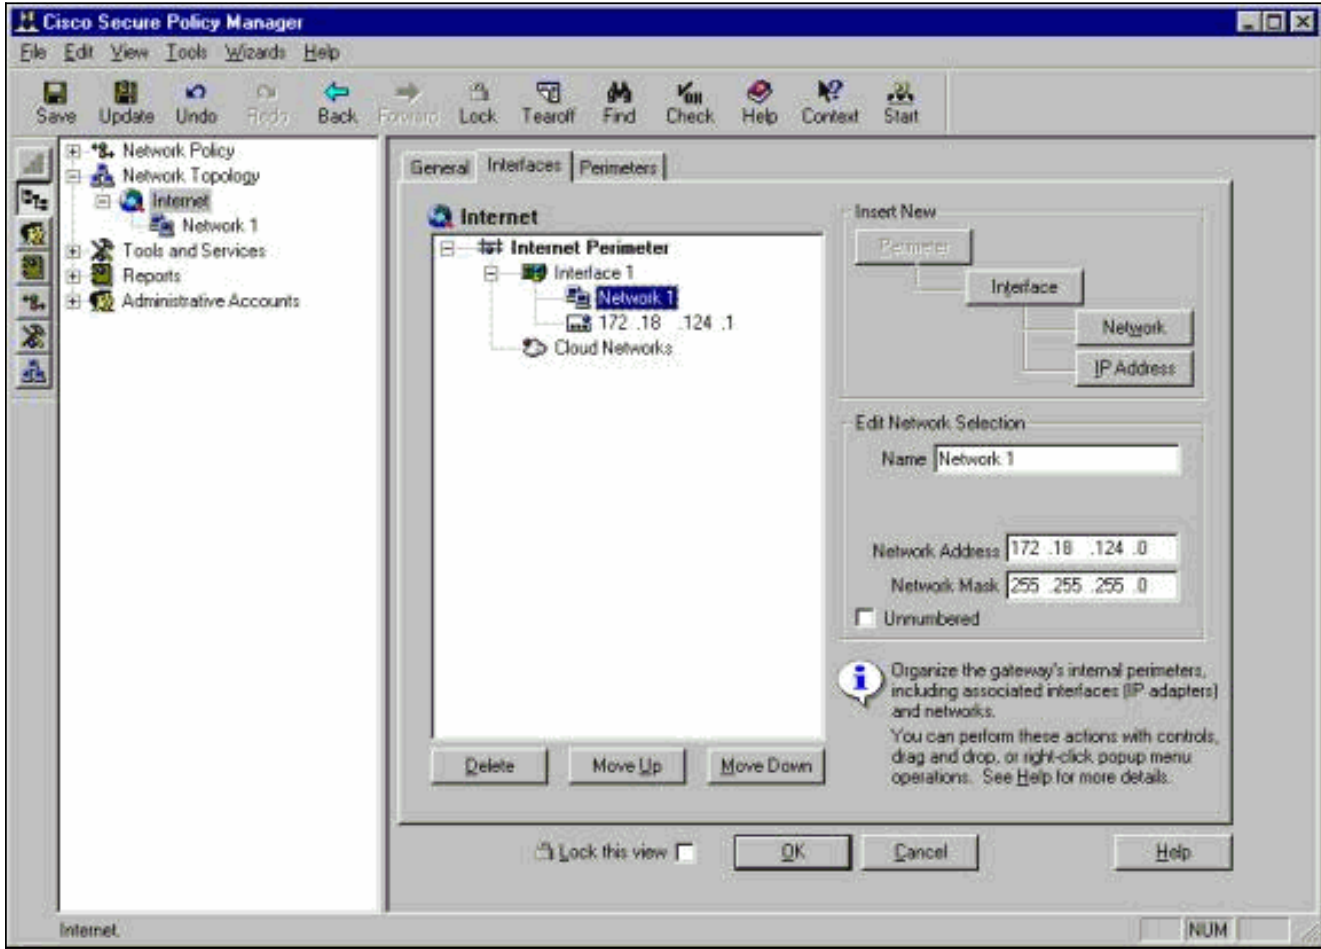 Cisco Secure Policy Manager
File Edit View Tools Wizards Help
Save Update Undo Redo Back Forward Lock Tearoff Find Check Help Context Start
Network Policy
Network Topology
Internet
Network 1
Tools and Services
Reports
Administrative Accounts
General Interfaces Perimeters
Internet
Internet Perimeter
Interface 1
Network 1
172 .18 .124 .1
Cloud Networks
Delete Move Up Move Down
Insert New
Perimeter
Interface
Network
IP Address
Edit Network Selection
Name Network 1
Network Address 172 .18 .124 .0
Network Mask 255 .255 .255 .0
Unnumbered
Organize the gateway's internal perimeters,
including associated interfaces (IP adapters)
and networks.
You can perform these actions with controls,
drag and drop, or right-click popup menu
operations. See Help for more details.
Lock this view OK Cancel Help
Internet. NUM